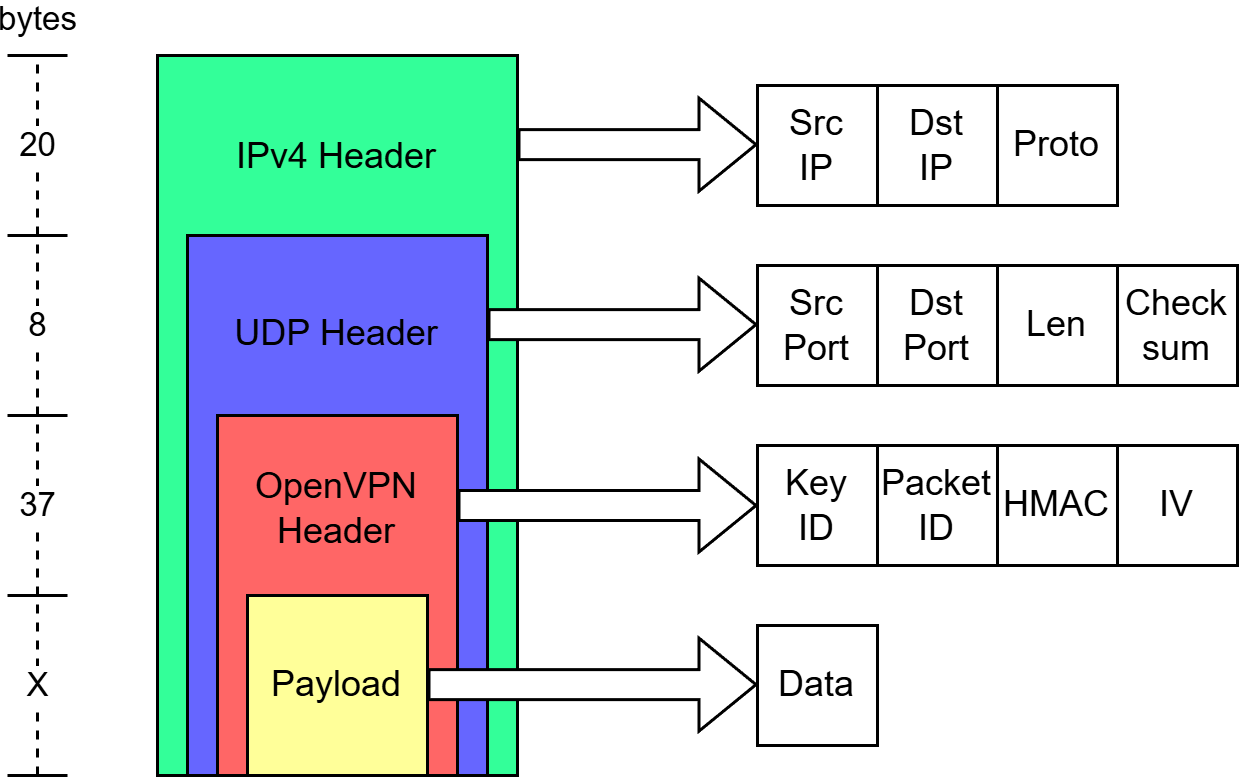 bytes
20
IPv4 Header
Src
IP
Dst
IP
Proto
8
UDP Header
Src
Port
Dst
Port
Len
Check
sum
37
OpenVPN
Header
Key
ID
Packet
ID
HMAC
IV
X
Payload
Data